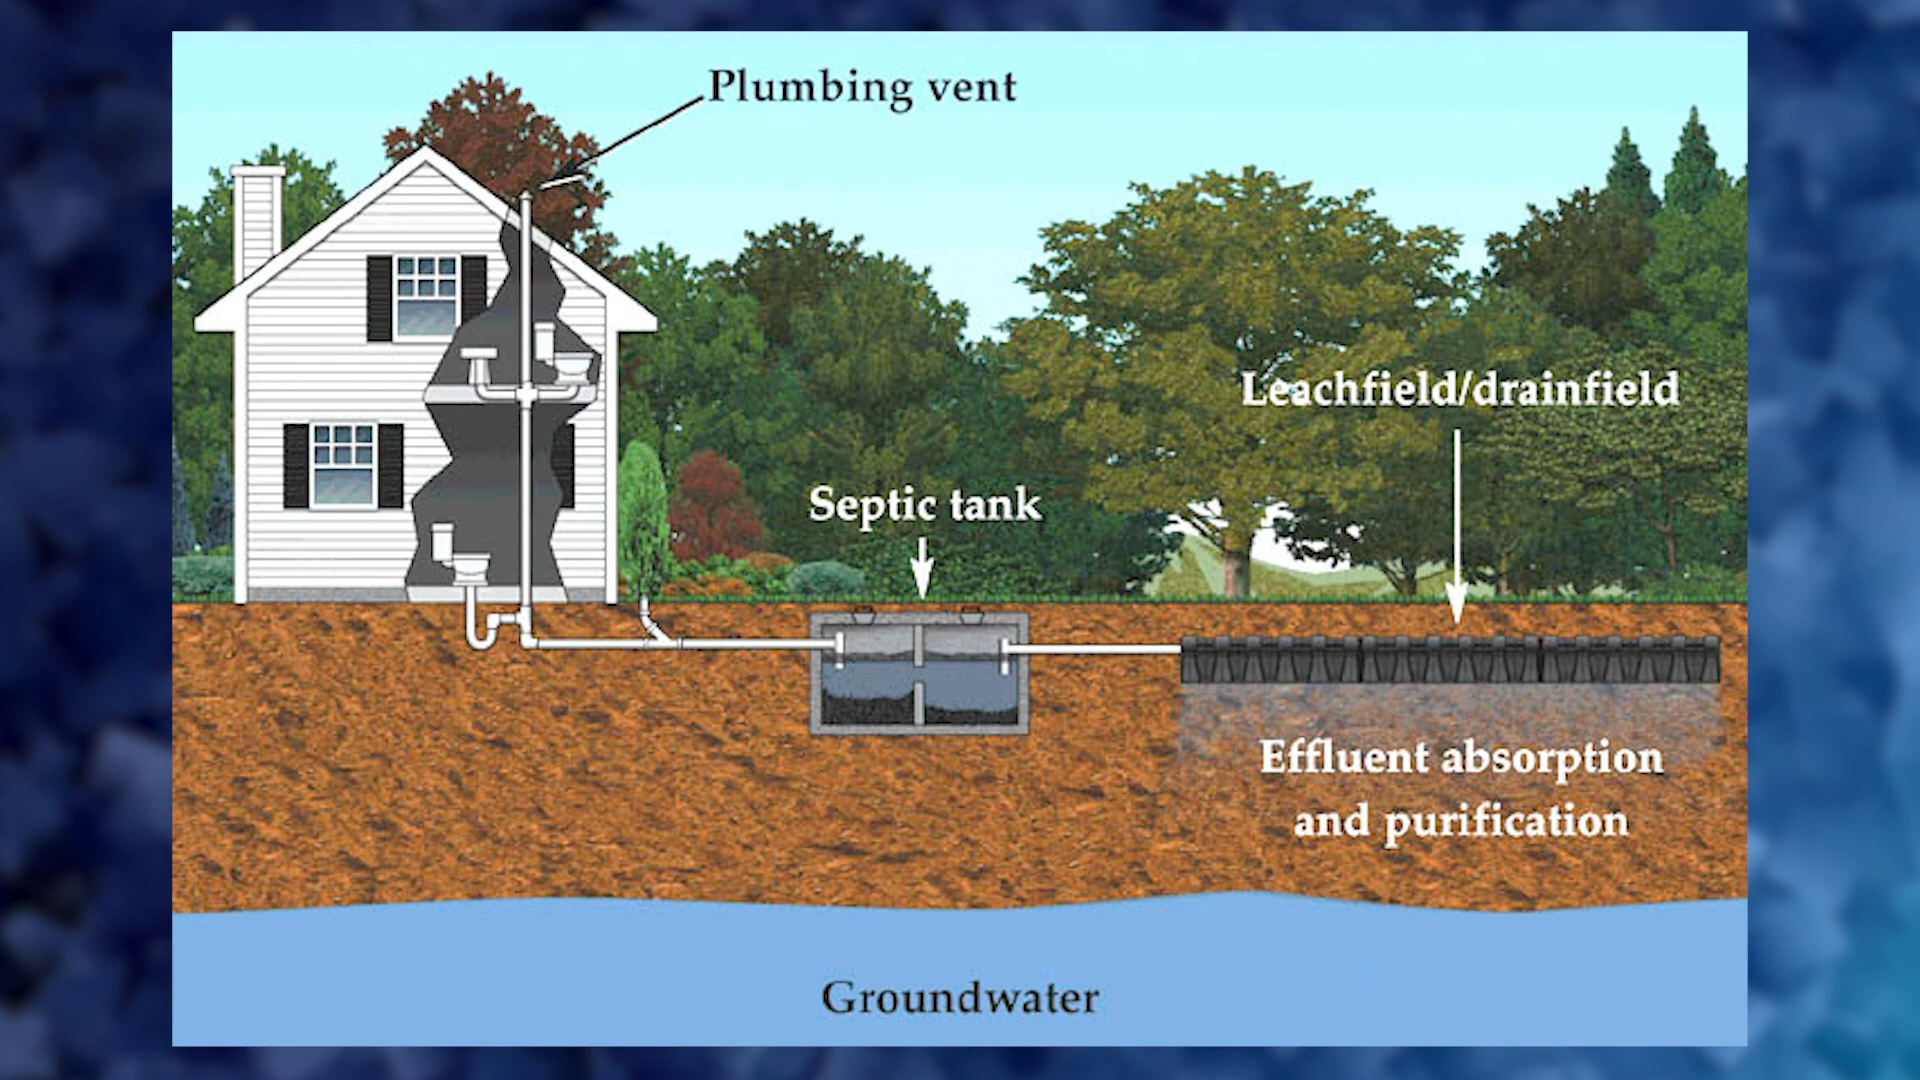 Plumbing vent
Leachfield/drainfield
Septic tank
Effluent absorption
and purification
Groundwater